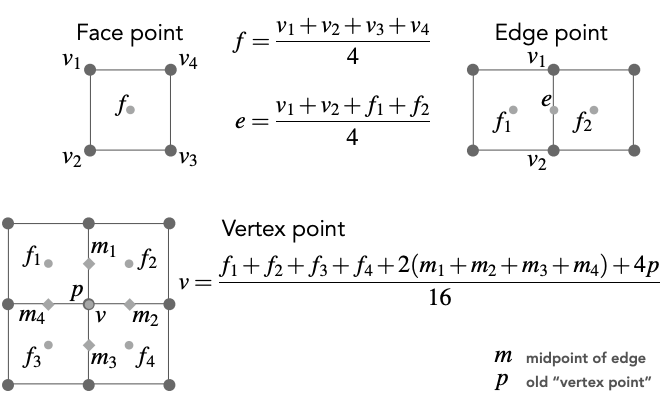 Face point
v₁ v₄
f
v₂ v₃
f = (v₁ + v₂ + v₃ + v₄) / 4
e = (v₁ + v₂ + f₁ + f₂) / 4
Edge point
v₁
e
f₁ f₂
v₂
Vertex point
f₁ m₁ f₂
p
m₄ v m₂
f₃ m₃ f₄
v = (f₁ + f₂ + f₃ + f₄ + 2(m₁ + m₂ + m₃ + m₄) + 4p) / 16
m midpoint of edge
p old “vertex point”